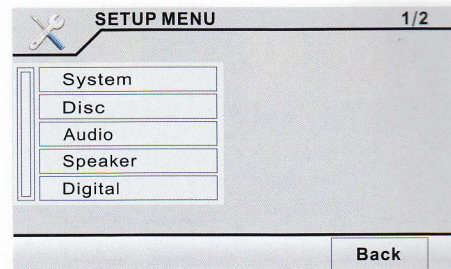 SETUP MENU 1/2
System
Disc
Audio
Speaker
Digital
Back